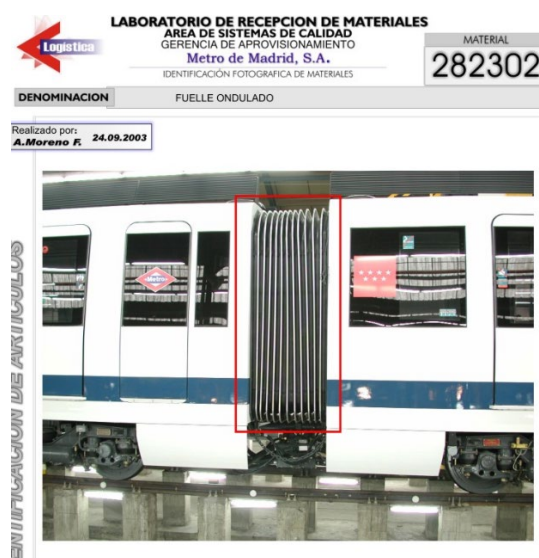 LABORATORIO DE RECEPCION DE MATERIALES
AREA DE SISTEMAS DE CALIDAD
GERENCIA DE APROVISIONAMIENTO
Metro de Madrid, S.A.
IDENTIFICACIÓN FOTOGRAFICA DE MATERIALES
Logistica
MATERIAL
282302
DENOMINACION
FUELLE ONDULADO
Realizado por:
A.Moreno F.
24.09.2003
Metro
DE ARTICULOS